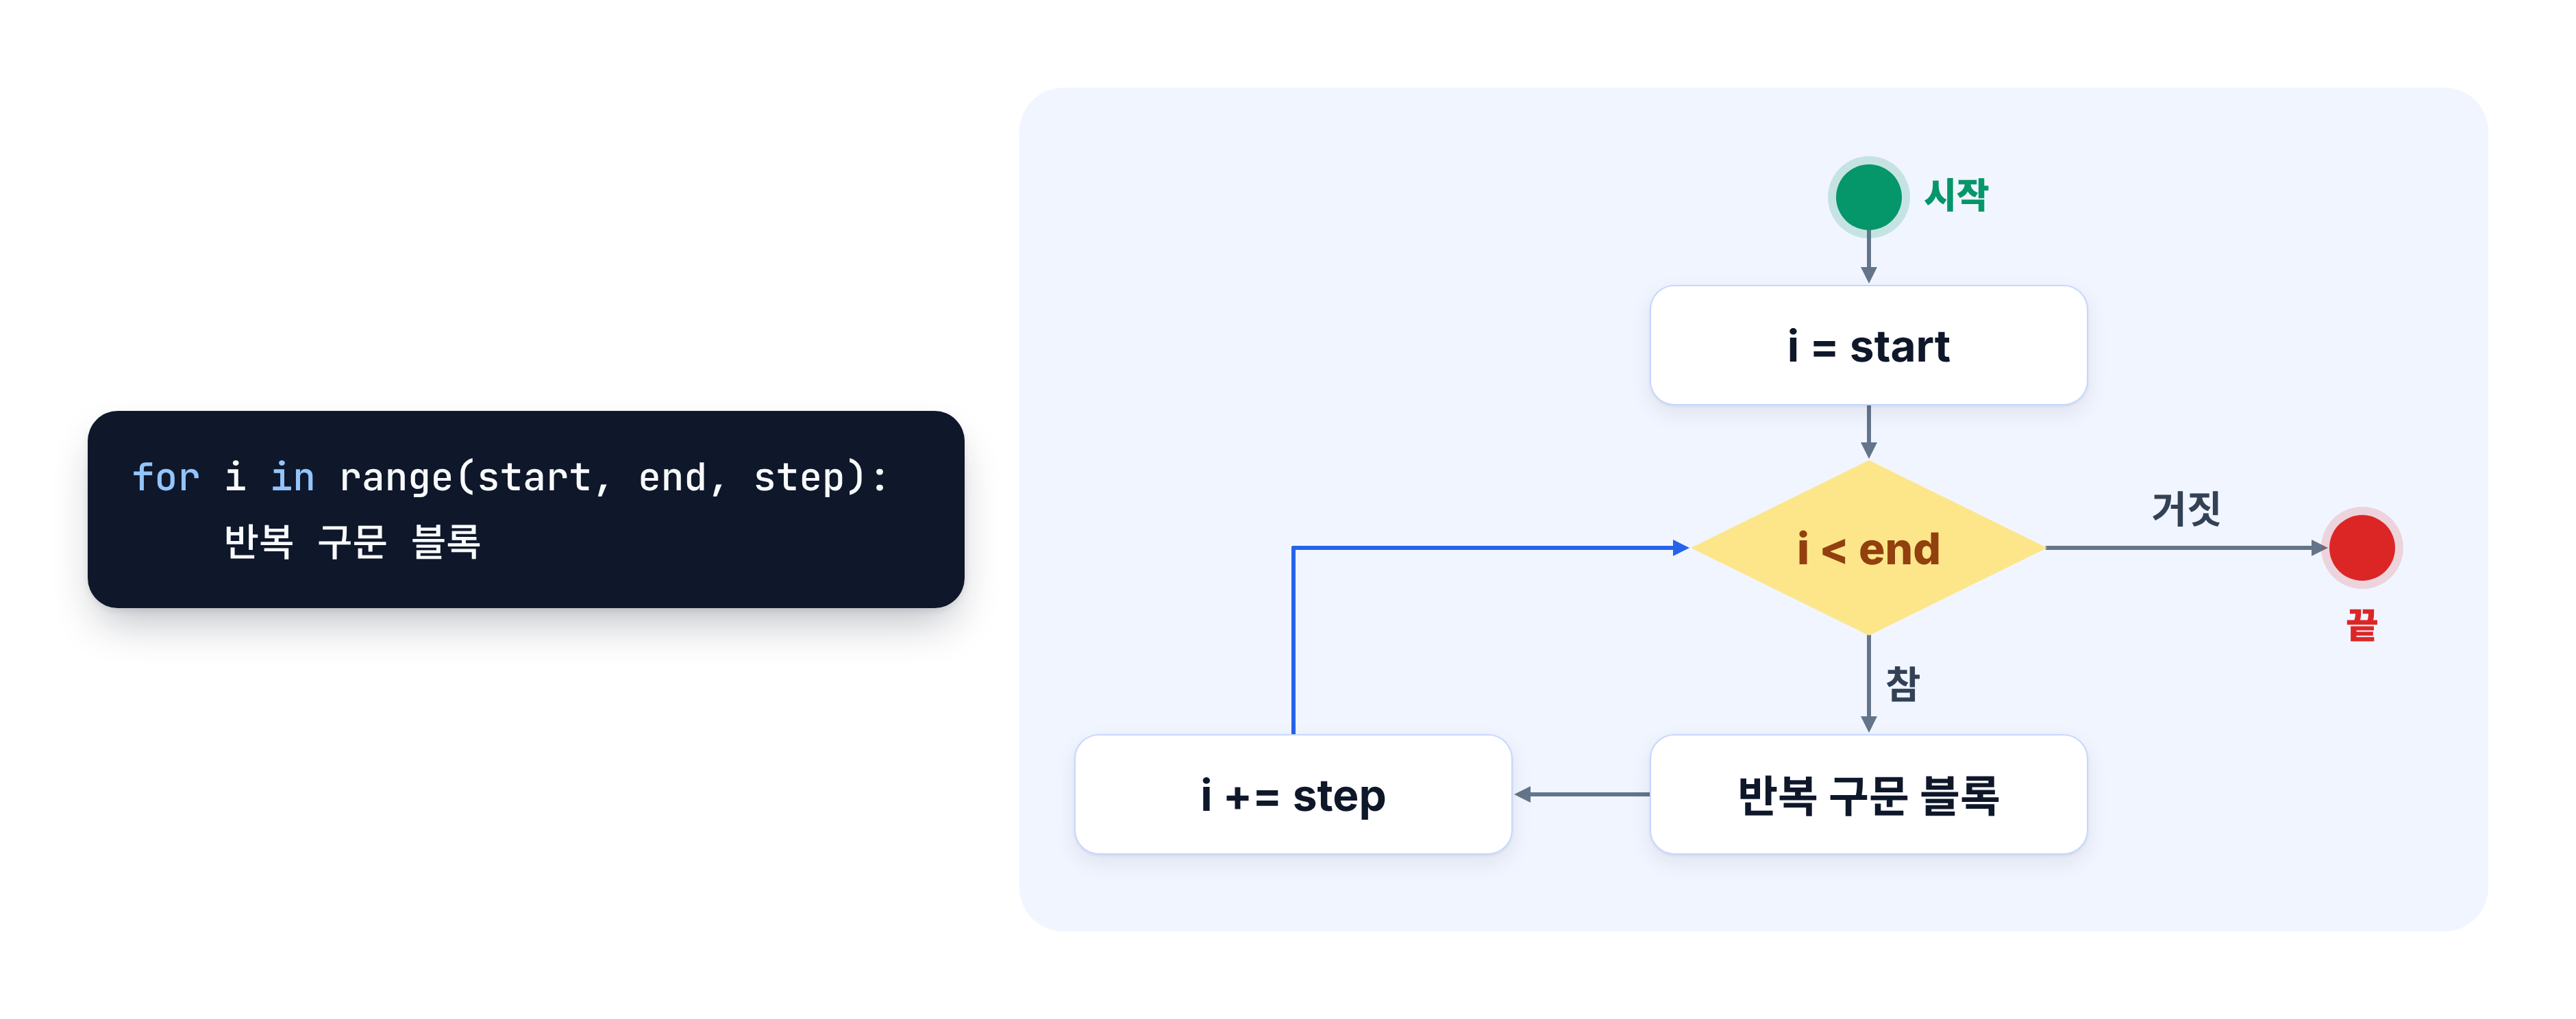 for i in range(start, end, step):
반복 구문 블록
시작
i = start
i < end
거짓
끝
참
i += step
반복 구문 블록